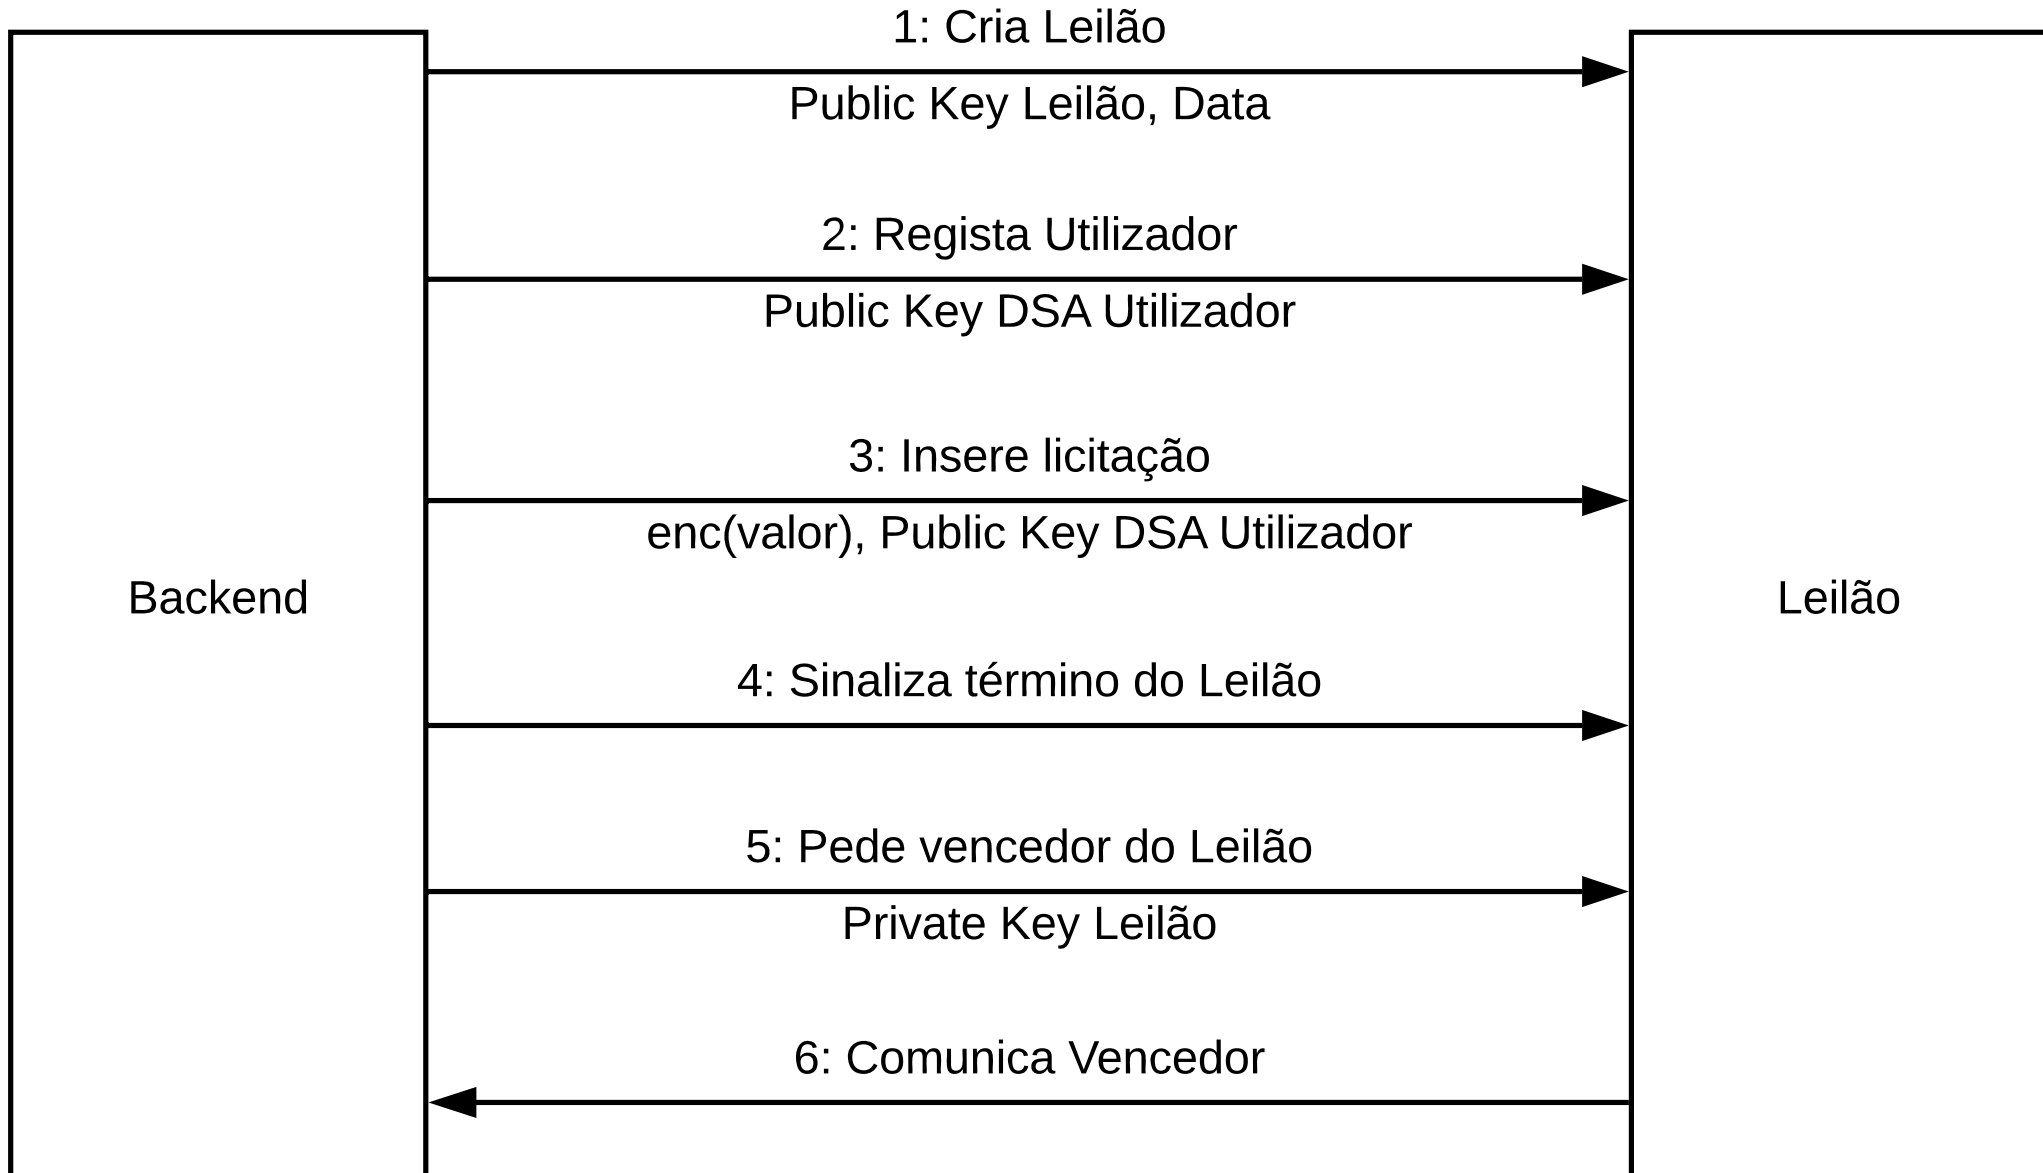 1: Cria Leilão
Public Key Leilão, Data
2: Regista Utilizador
Public Key DSA Utilizador
3: Insere licitação
enc(valor), Public Key DSA Utilizador
Backend
Leilão
4: Sinaliza término do Leilão
5: Pede vencedor do Leilão
Private Key Leilão
6: Comunica Vencedor